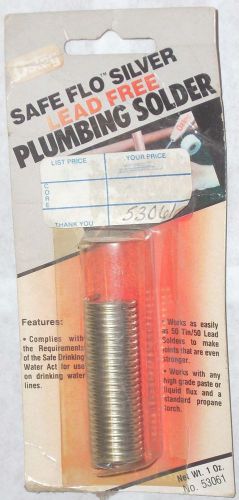 SAFE FLO™ SILVER
LEAD FREE
PLUMBING SOLDER
LIST PRICE
YOUR PRICE
C
O
R
E
53061
THANK YOU
Features:
• Complies with
the Requirements
of the Safe Drinking
Water Act for use
on drinking water
lines.
• Works as easily
as 50 Tin/50 Lead
Solders to make
joints that are even
stronger.
• Works with any
high grade paste or
liquid flux and a
standard propane
torch.
Net Wt. 1 Oz.
No. 53061